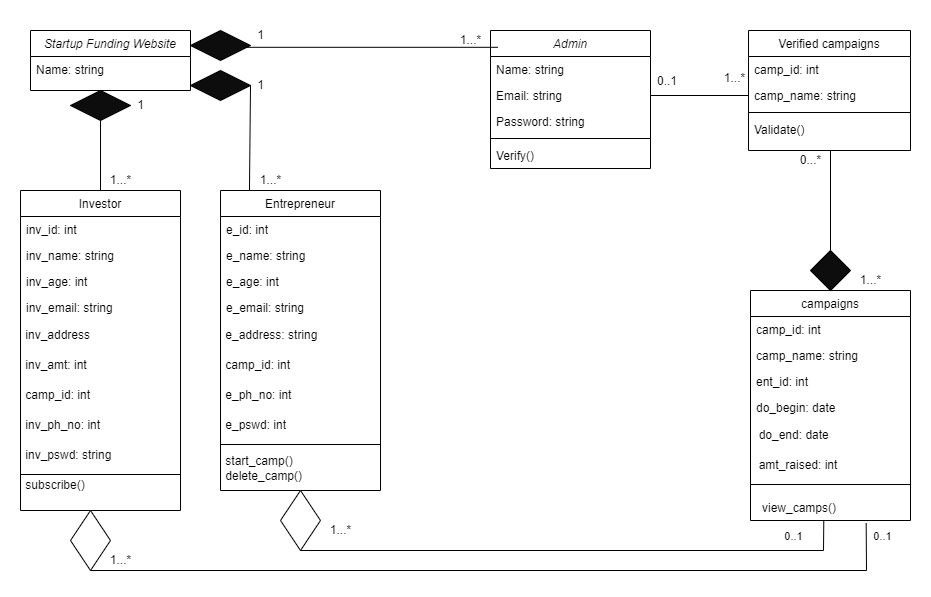 Startup Funding Website
Name: string
1
1
1
1...*
Admin
Name: string
Email: string
Password: string
Verify()
0..1
1...*
Verified campaigns
camp_id: int
camp_name: string
Validate()
0...*
1...*
1...*
Investor
inv_id: int
inv_name: string
inv_age: int
inv_email: string
inv_address
inv_amt: int
camp_id: int
inv_ph_no: int
inv_pswd: string
subscribe()
1...*
Entrepreneur
e_id: int
e_name: string
e_age: int
e_email: string
e_address: string
camp_id: int
e_ph_no: int
e_pswd: int
start_camp()
delete_camp()
1...*
1...*
campaigns
camp_id: int
camp_name: string
ent_id: int
do_begin: date
do_end: date
amt_raised: int
view_camps()
0..1
0..1